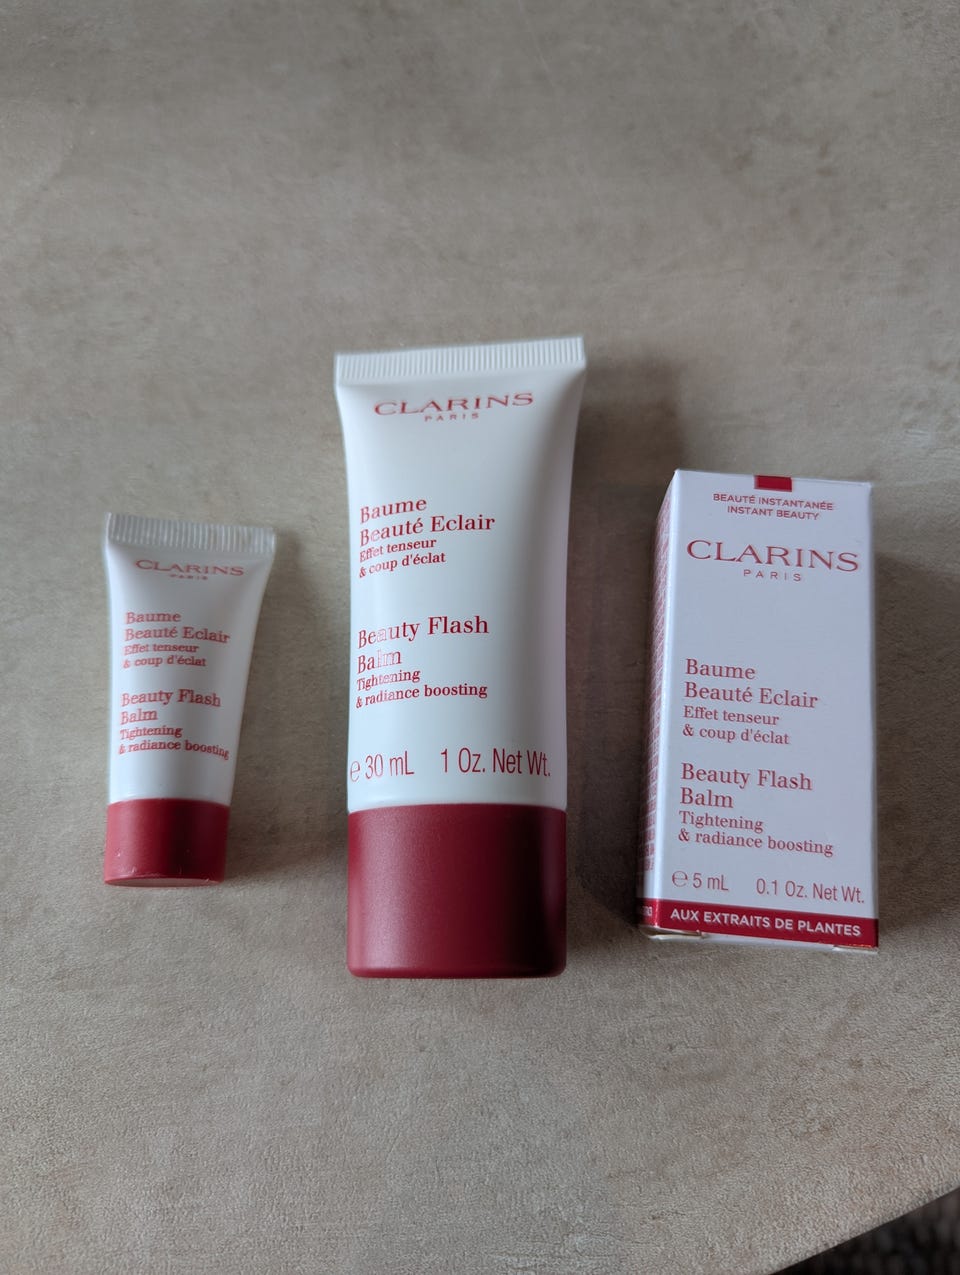 CLARINS
PARIS
Baume
Beauté Eclair
Effet tenseur
& coup d'éclat
Beauty Flash
Balm
Tightening
& radiance boosting
CLARINS
PARIS
Baume
Beauté Eclair
Effet tenseur
& coup d'éclat
Beauty Flash
Balm
Tightening
& radiance boosting
℮ 30 mL 1 Oz. Net Wt.
BEAUTÉ INSTANTANÉE
INSTANT BEAUTY
CLARINS
PARIS
Baume
Beauté Eclair
Effet tenseur
& coup d'éclat
Beauty Flash
Balm
Tightening
& radiance boosting
℮ 5 mL 0.1 Oz. Net Wt.
AUX EXTRAITS DE PLANTES